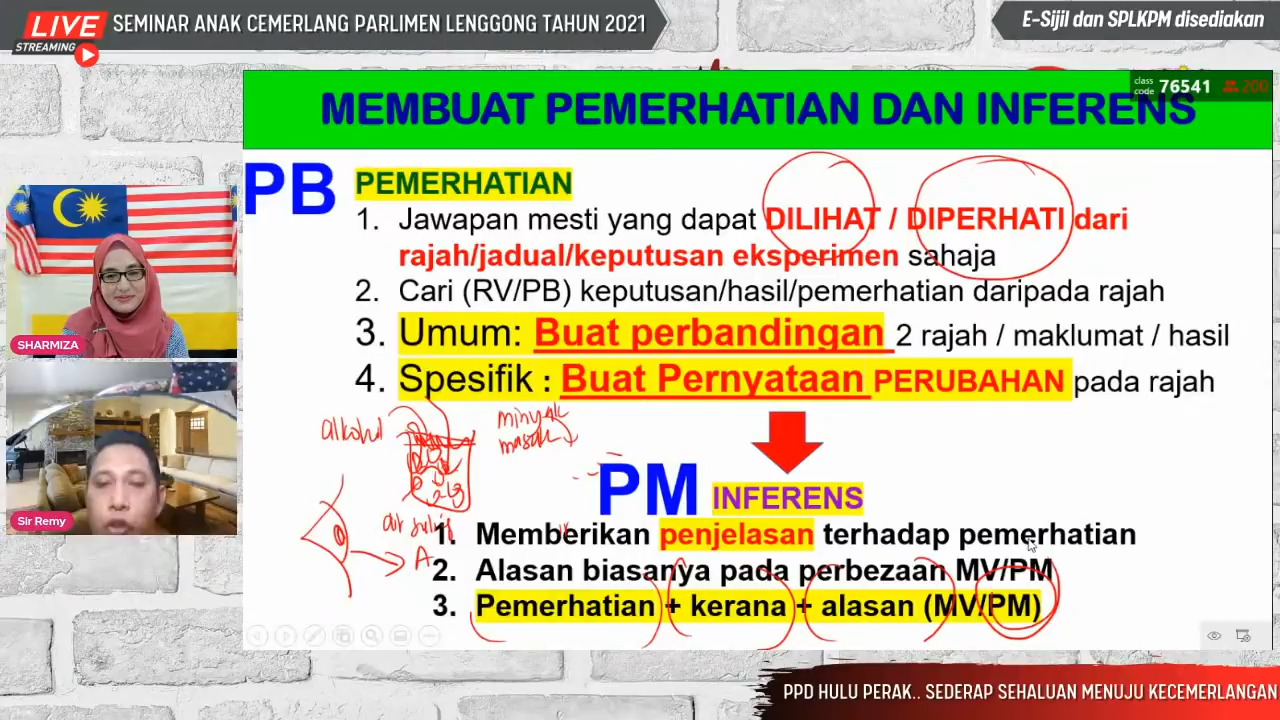 LIVE
STREAMING
SEMINAR ANAK CEMERLANG PARLIMEN LENGGONG TAHUN 2021
E-Sijil dan SPLKPM disediakan
class code 76541 200
MEMBUAT PEMERHATIAN DAN INFERENS
PB
PEMERHATIAN
1. Jawapan mesti yang dapat DILIHAT / DIPERHATI dari
rajah/jadual/keputusan eksperimen sahaja
2. Cari (RV/PB) keputusan/hasil/pemerhatian daripada rajah
3. Umum: Buat perbandingan 2 rajah / maklumat / hasil
4. Spesifik : Buat Pernyataan PERUBAHAN pada rajah
alkohol
minyak
masak
PM INFERENS
air suling
A
1. Memberikan penjelasan terhadap pemerhatian
2. Alasan biasanya pada perbezaan MV/PM
3. Pemerhatian + kerana + alasan (MV/PM)
SHARMIZA
Sir Remy
PPD HULU PERAK.. SEDERAP SEHALUAN MENUJU KECEMERLANGAN